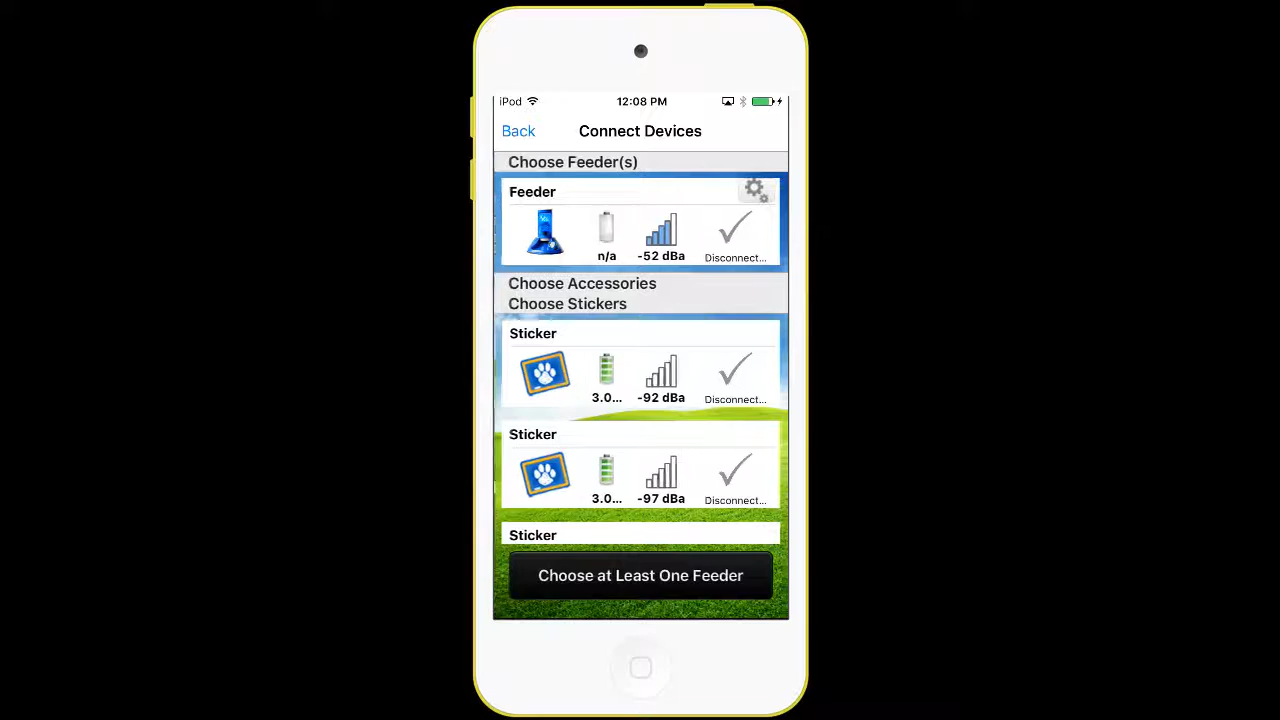 iPod 12:08 PM
Back Connect Devices
Choose Feeder(s)
Feeder
n/a -52 dBa Disconnect...
Choose Accessories
Choose Stickers
Sticker
3.0... -92 dBa Disconnect...
Sticker
3.0... -97 dBa Disconnect...
Sticker
Choose at Least One Feeder